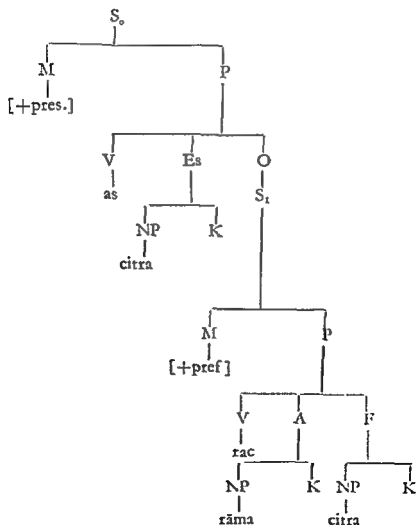 S₀
M P
[+pres.]
V Es O
as S₁
NP K
citra
M P
[+pref]
V A F
rac
NP K NP K
rāma citra